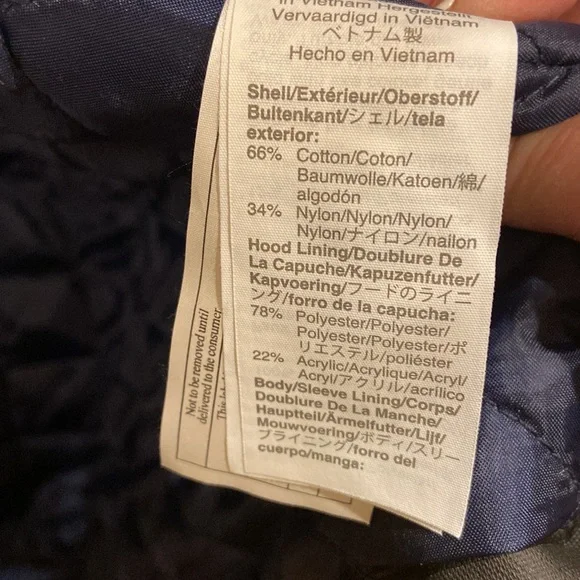 in Vietnam Hergestellt
Vervaardigd in Viëtnam
ベトナム製
Hecho en Vietnam
Shell/Extérieur/Oberstoff/
Buitenkant/シェル/tela
exterior:
66% Cotton/Coton/
Baumwolle/Katoen/綿/
algodón
34% Nylon/Nylon/Nylon/
Nylon/ナイロン/nailon
Hood Lining/Doublure De
La Capuche/Kapuzenfutter/
Kapvoering/フードのライニ
ング/forro de la capucha:
78% Polyester/Polyester/
Polyester/Polyester/ポ
リエステル/poliéster
22% Acrylic/Acrylique/Acryl/
Acryl/アクリル/acrílico
Body/Sleeve Lining/Corps/
Doublure De La Manche/
Hauptteil/Ärmelfutter/Lijf/
Mouwvoering/ボディ/スリー
ブライニング/forro del
cuerpo/manga:
Not to be removed until
delivered to the consumer
This